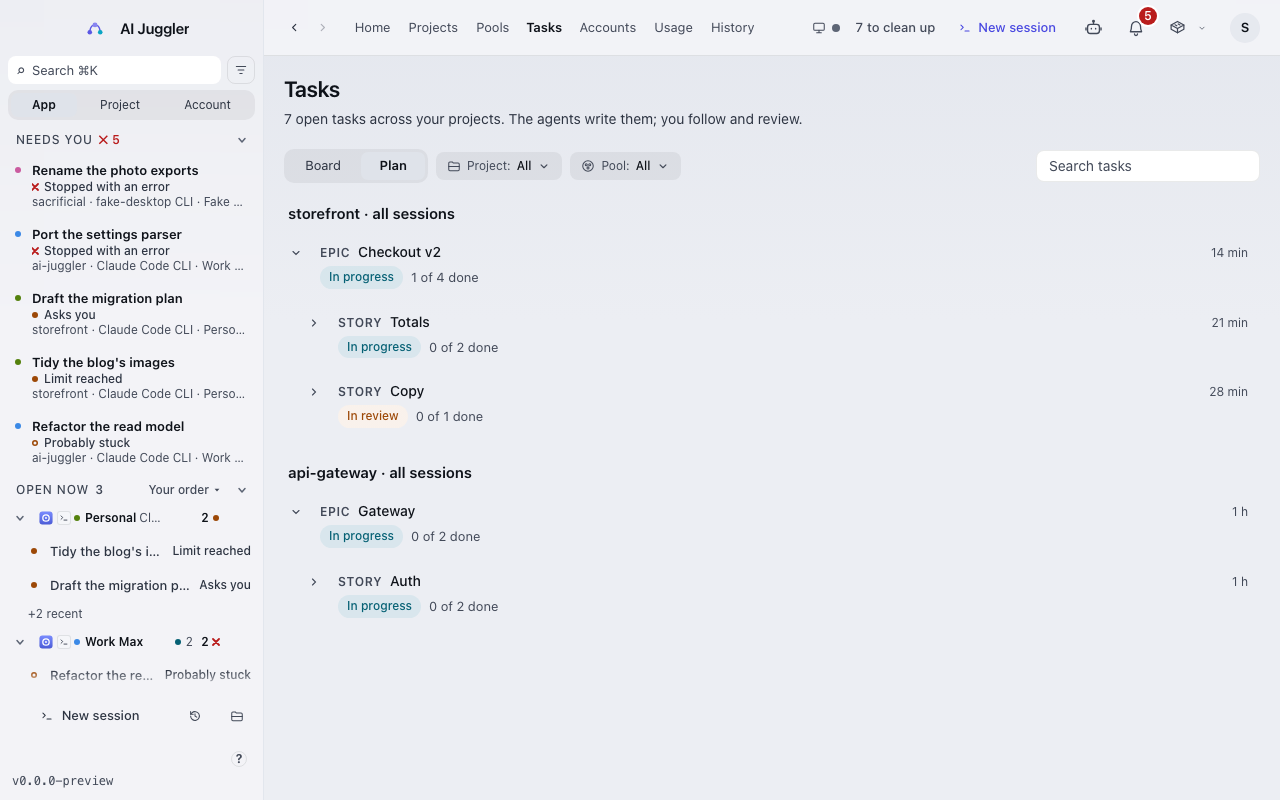 AI Juggler
Search ⌘K
App Project Account
NEEDS YOU 5
Rename the photo exports
Stopped with an error
sacrificial · fake-desktop CLI · Fake ...
Port the settings parser
Stopped with an error
ai-juggler · Claude Code CLI · Work ...
Draft the migration plan
Asks you
storefront · Claude Code CLI · Perso...
Tidy the blog's images
Limit reached
storefront · Claude Code CLI · Perso...
Refactor the read model
Probably stuck
ai-juggler · Claude Code CLI · Work ...
OPEN NOW 3 Your order
Personal Cl... 2
Tidy the blog's i... Limit reached
Draft the migration p... Asks you
+2 recent
Work Max 2 2
Refactor the re... Probably stuck
New session
?
v0.0.0-preview
Home Projects Pools Tasks Accounts Usage History 7 to clean up New session 5 S
Tasks
7 open tasks across your projects. The agents write them; you follow and review.
Board Plan Project: All Pool: All Search tasks
storefront · all sessions
EPIC Checkout v2 14 min
In progress 1 of 4 done
STORY Totals 21 min
In progress 0 of 2 done
STORY Copy 28 min
In review 0 of 1 done
api-gateway · all sessions
EPIC Gateway 1 h
In progress 0 of 2 done
STORY Auth 1 h
In progress 0 of 2 done